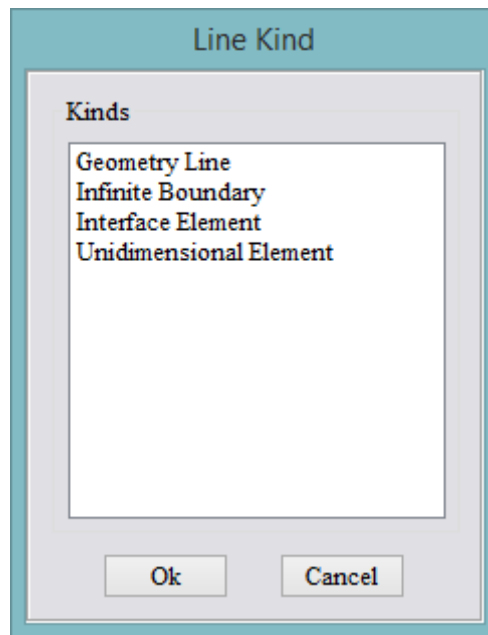 Line Kind
Kinds
Geometry Line
Infinite Boundary
Interface Element
Unidimensional Element
Ok
Cancel